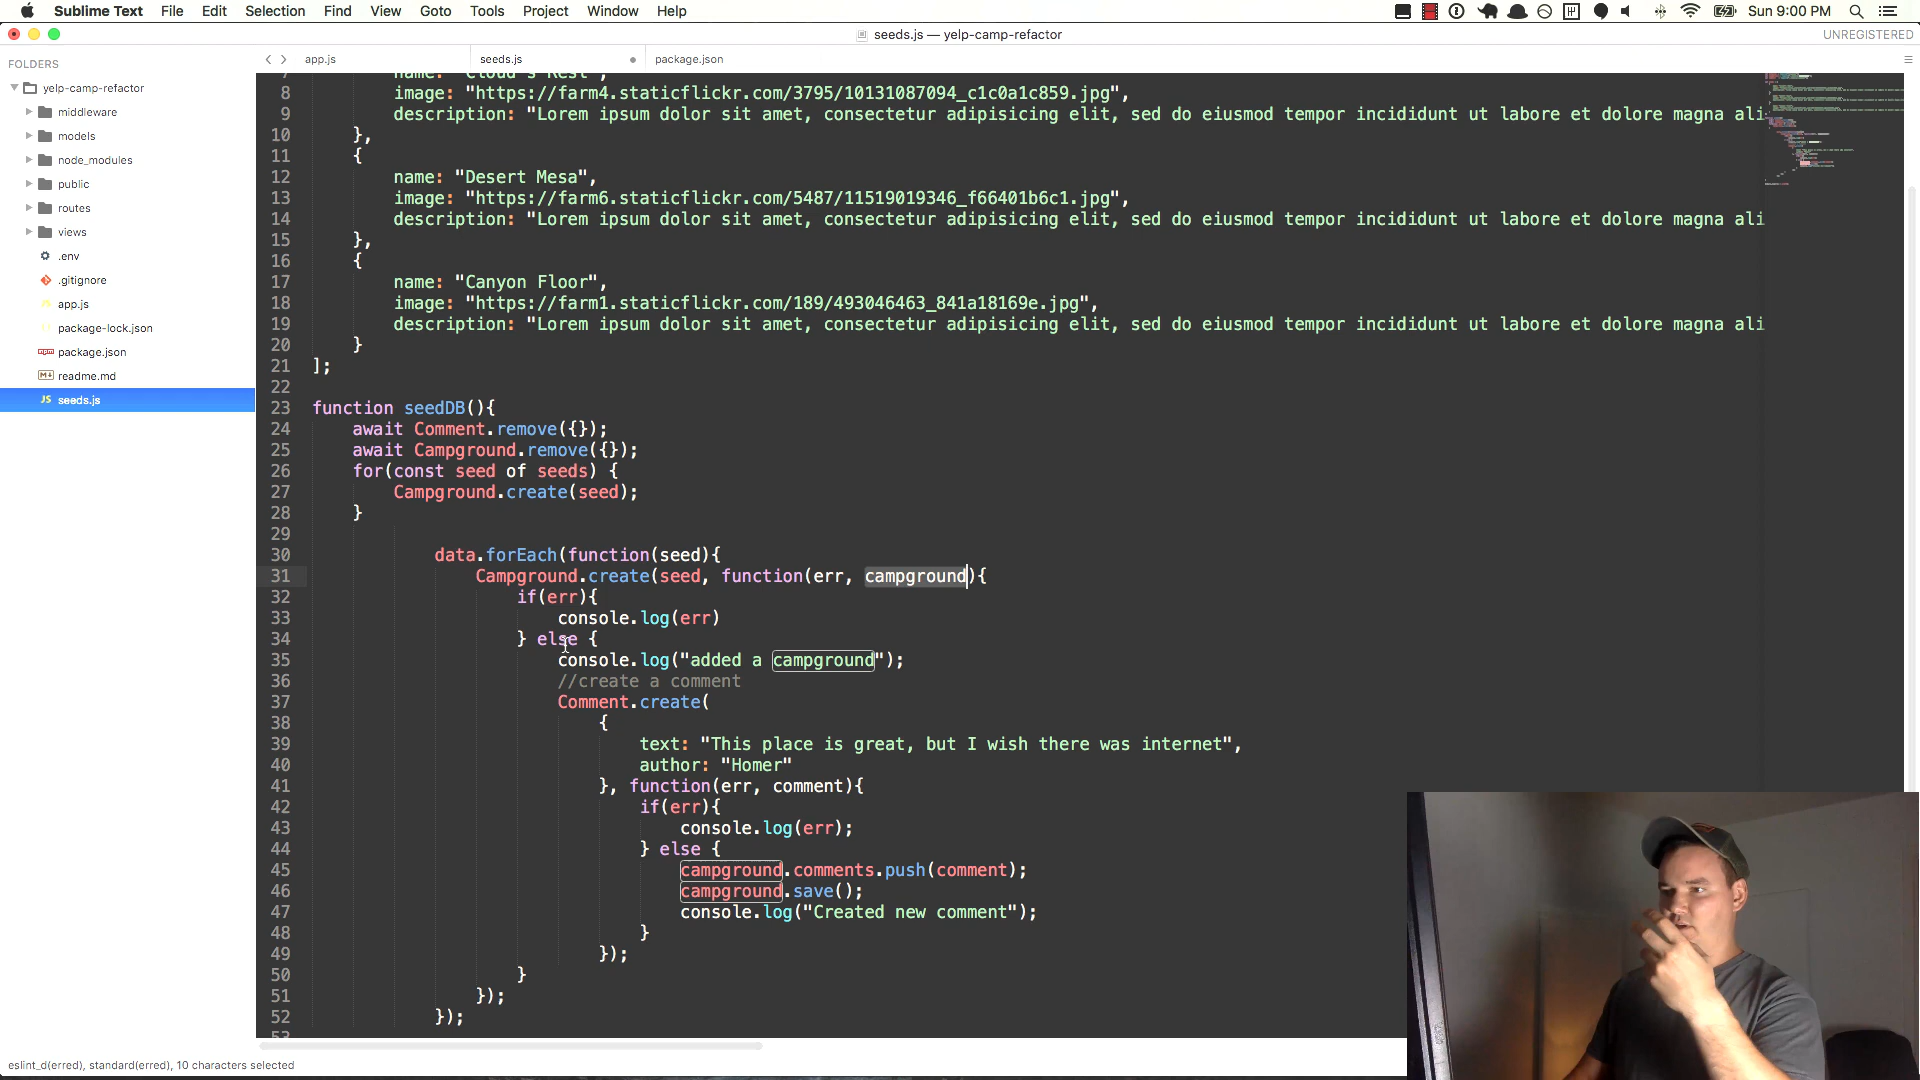 Sublime Text File Edit Selection Find View Goto Tools Project Window Help Sun 9:00 PM
seeds.js — yelp-camp-refactor UNREGISTERED
FOLDERS
yelp-camp-refactor
middleware
models
node_modules
public
routes
views
.env
.gitignore
app.js
package-lock.json
package.json
readme.md
JS seeds.js
app.js seeds.js package.json
7 name: "Cloud's Rest",
8 image: "https://farm4.staticflickr.com/3795/10131087094_c1c0a1c859.jpg",
9 description: "Lorem ipsum dolor sit amet, consectetur adipisicing elit, sed do eiusmod tempor incididunt ut labore et dolore magna ali
10 },
11 {
12 name: "Desert Mesa",
13 image: "https://farm6.staticflickr.com/5487/11519019346_f66401b6c1.jpg",
14 description: "Lorem ipsum dolor sit amet, consectetur adipisicing elit, sed do eiusmod tempor incididunt ut labore et dolore magna ali
15 },
16 {
17 name: "Canyon Floor",
18 image: "https://farm1.staticflickr.com/189/493046463_841a18169e.jpg",
19 description: "Lorem ipsum dolor sit amet, consectetur adipisicing elit, sed do eiusmod tempor incididunt ut labore et dolore magna ali
20 }
21 ];
22
23 function seedDB(){
24 await Comment.remove({});
25 await Campground.remove({});
26 for(const seed of seeds) {
27 Campground.create(seed);
28 }
29
30 data.forEach(function(seed){
31 Campground.create(seed, function(err, campground){
32 if(err){
33 console.log(err)
34 } else {
35 console.log("added a campground");
36 //create a comment
37 Comment.create(
38 {
39 text: "This place is great, but I wish there was internet",
40 author: "Homer"
41 }, function(err, comment){
42 if(err){
43 console.log(err);
44 } else {
45 campground.comments.push(comment);
46 campground.save();
47 console.log("Created new comment");
48 }
49 });
50 }
51 });
52 });
53
eslint_d(erred), standard(erred), 10 characters selected